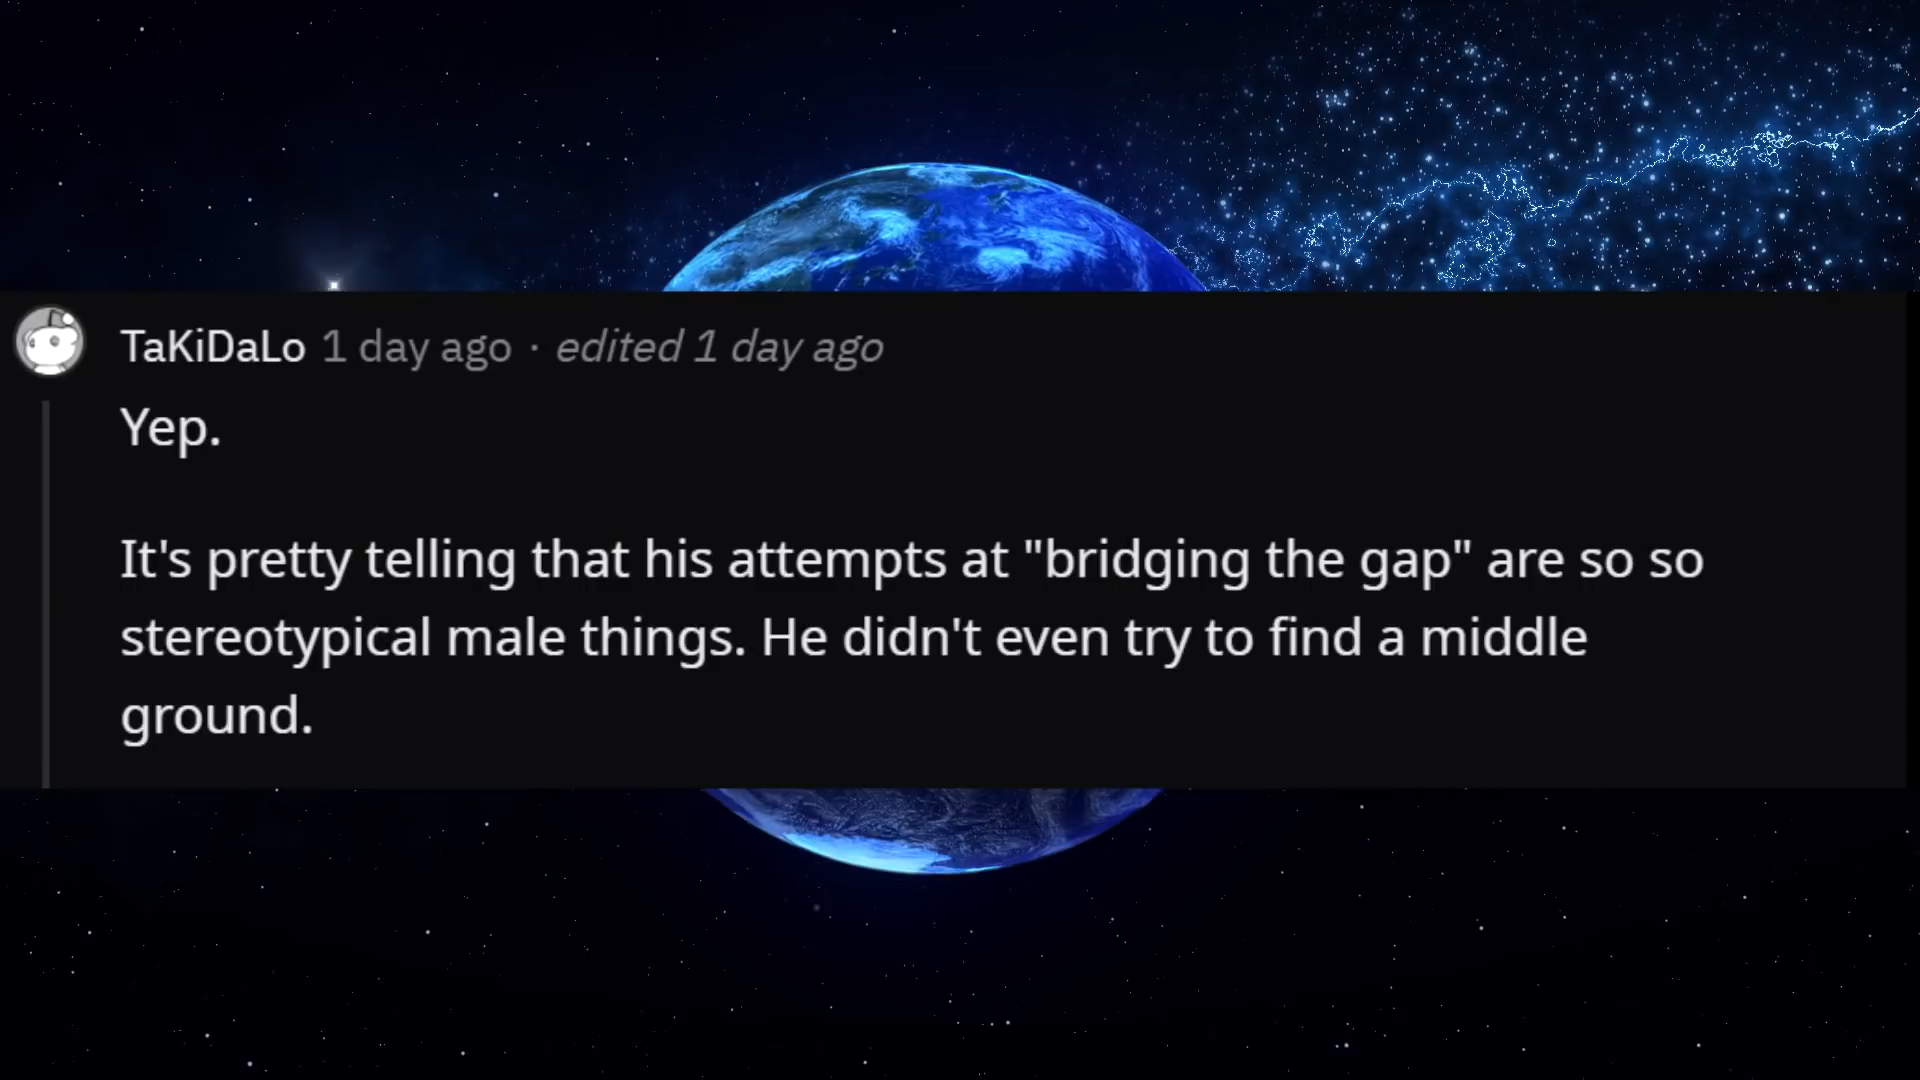 TaKiDaLo 1 day ago · edited 1 day ago
Yep.
It's pretty telling that his attempts at "bridging the gap" are so so
stereotypical male things. He didn't even try to find a middle
ground.